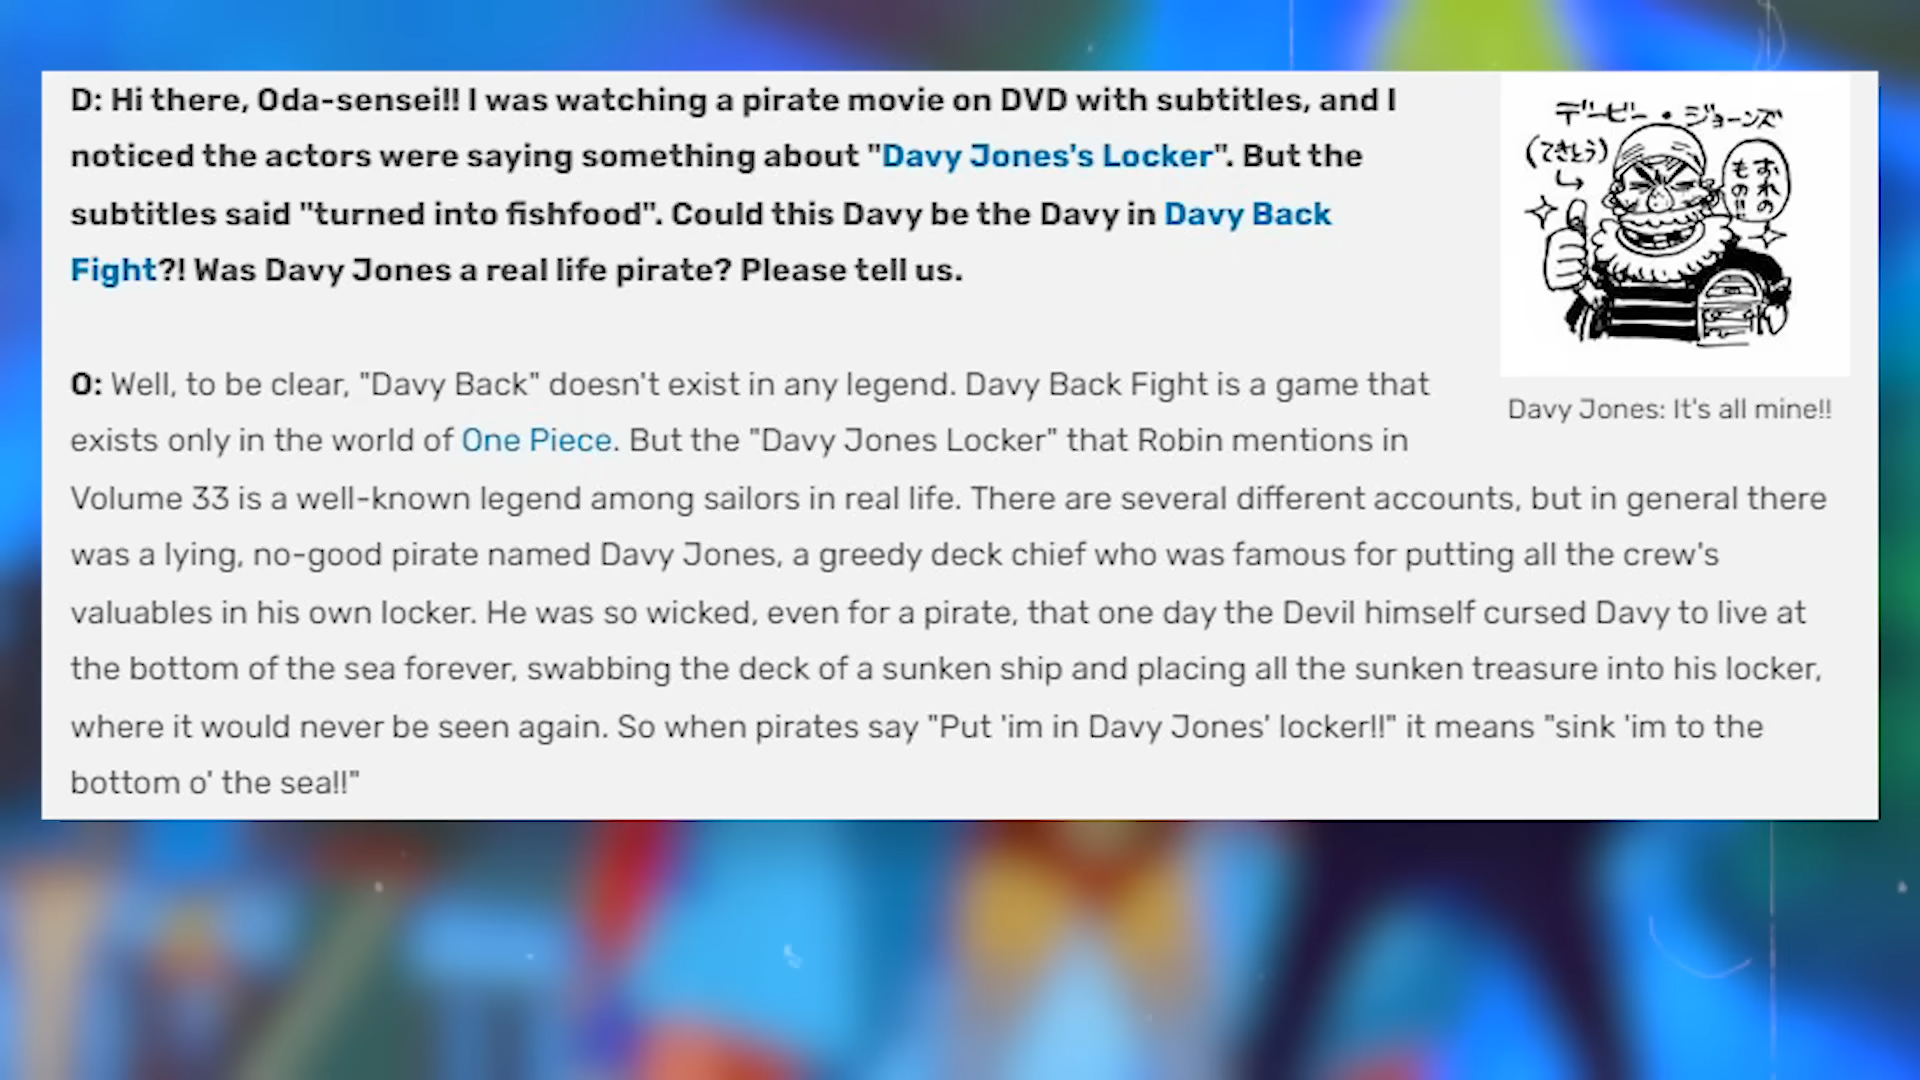 D: Hi there, Oda-sensei!! I was watching a pirate movie on DVD with subtitles, and I
noticed the actors were saying something about "Davy Jones's Locker". But the
subtitles said "turned into fishfood". Could this Davy be the Davy in Davy Back
Fight?! Was Davy Jones a real life pirate? Please tell us.
デービー・ジョーンズ
(てきとう)
おれの
もの!!
Davy Jones: It's all mine!!
O: Well, to be clear, "Davy Back" doesn't exist in any legend. Davy Back Fight is a game that
exists only in the world of One Piece. But the "Davy Jones Locker" that Robin mentions in
Volume 33 is a well-known legend among sailors in real life. There are several different accounts, but in general there
was a lying, no-good pirate named Davy Jones, a greedy deck chief who was famous for putting all the crew's
valuables in his own locker. He was so wicked, even for a pirate, that one day the Devil himself cursed Davy to live at
the bottom of the sea forever, swabbing the deck of a sunken ship and placing all the sunken treasure into his locker,
where it would never be seen again. So when pirates say "Put 'im in Davy Jones' locker!!" it means "sink 'im to the
bottom o' the sea!!"